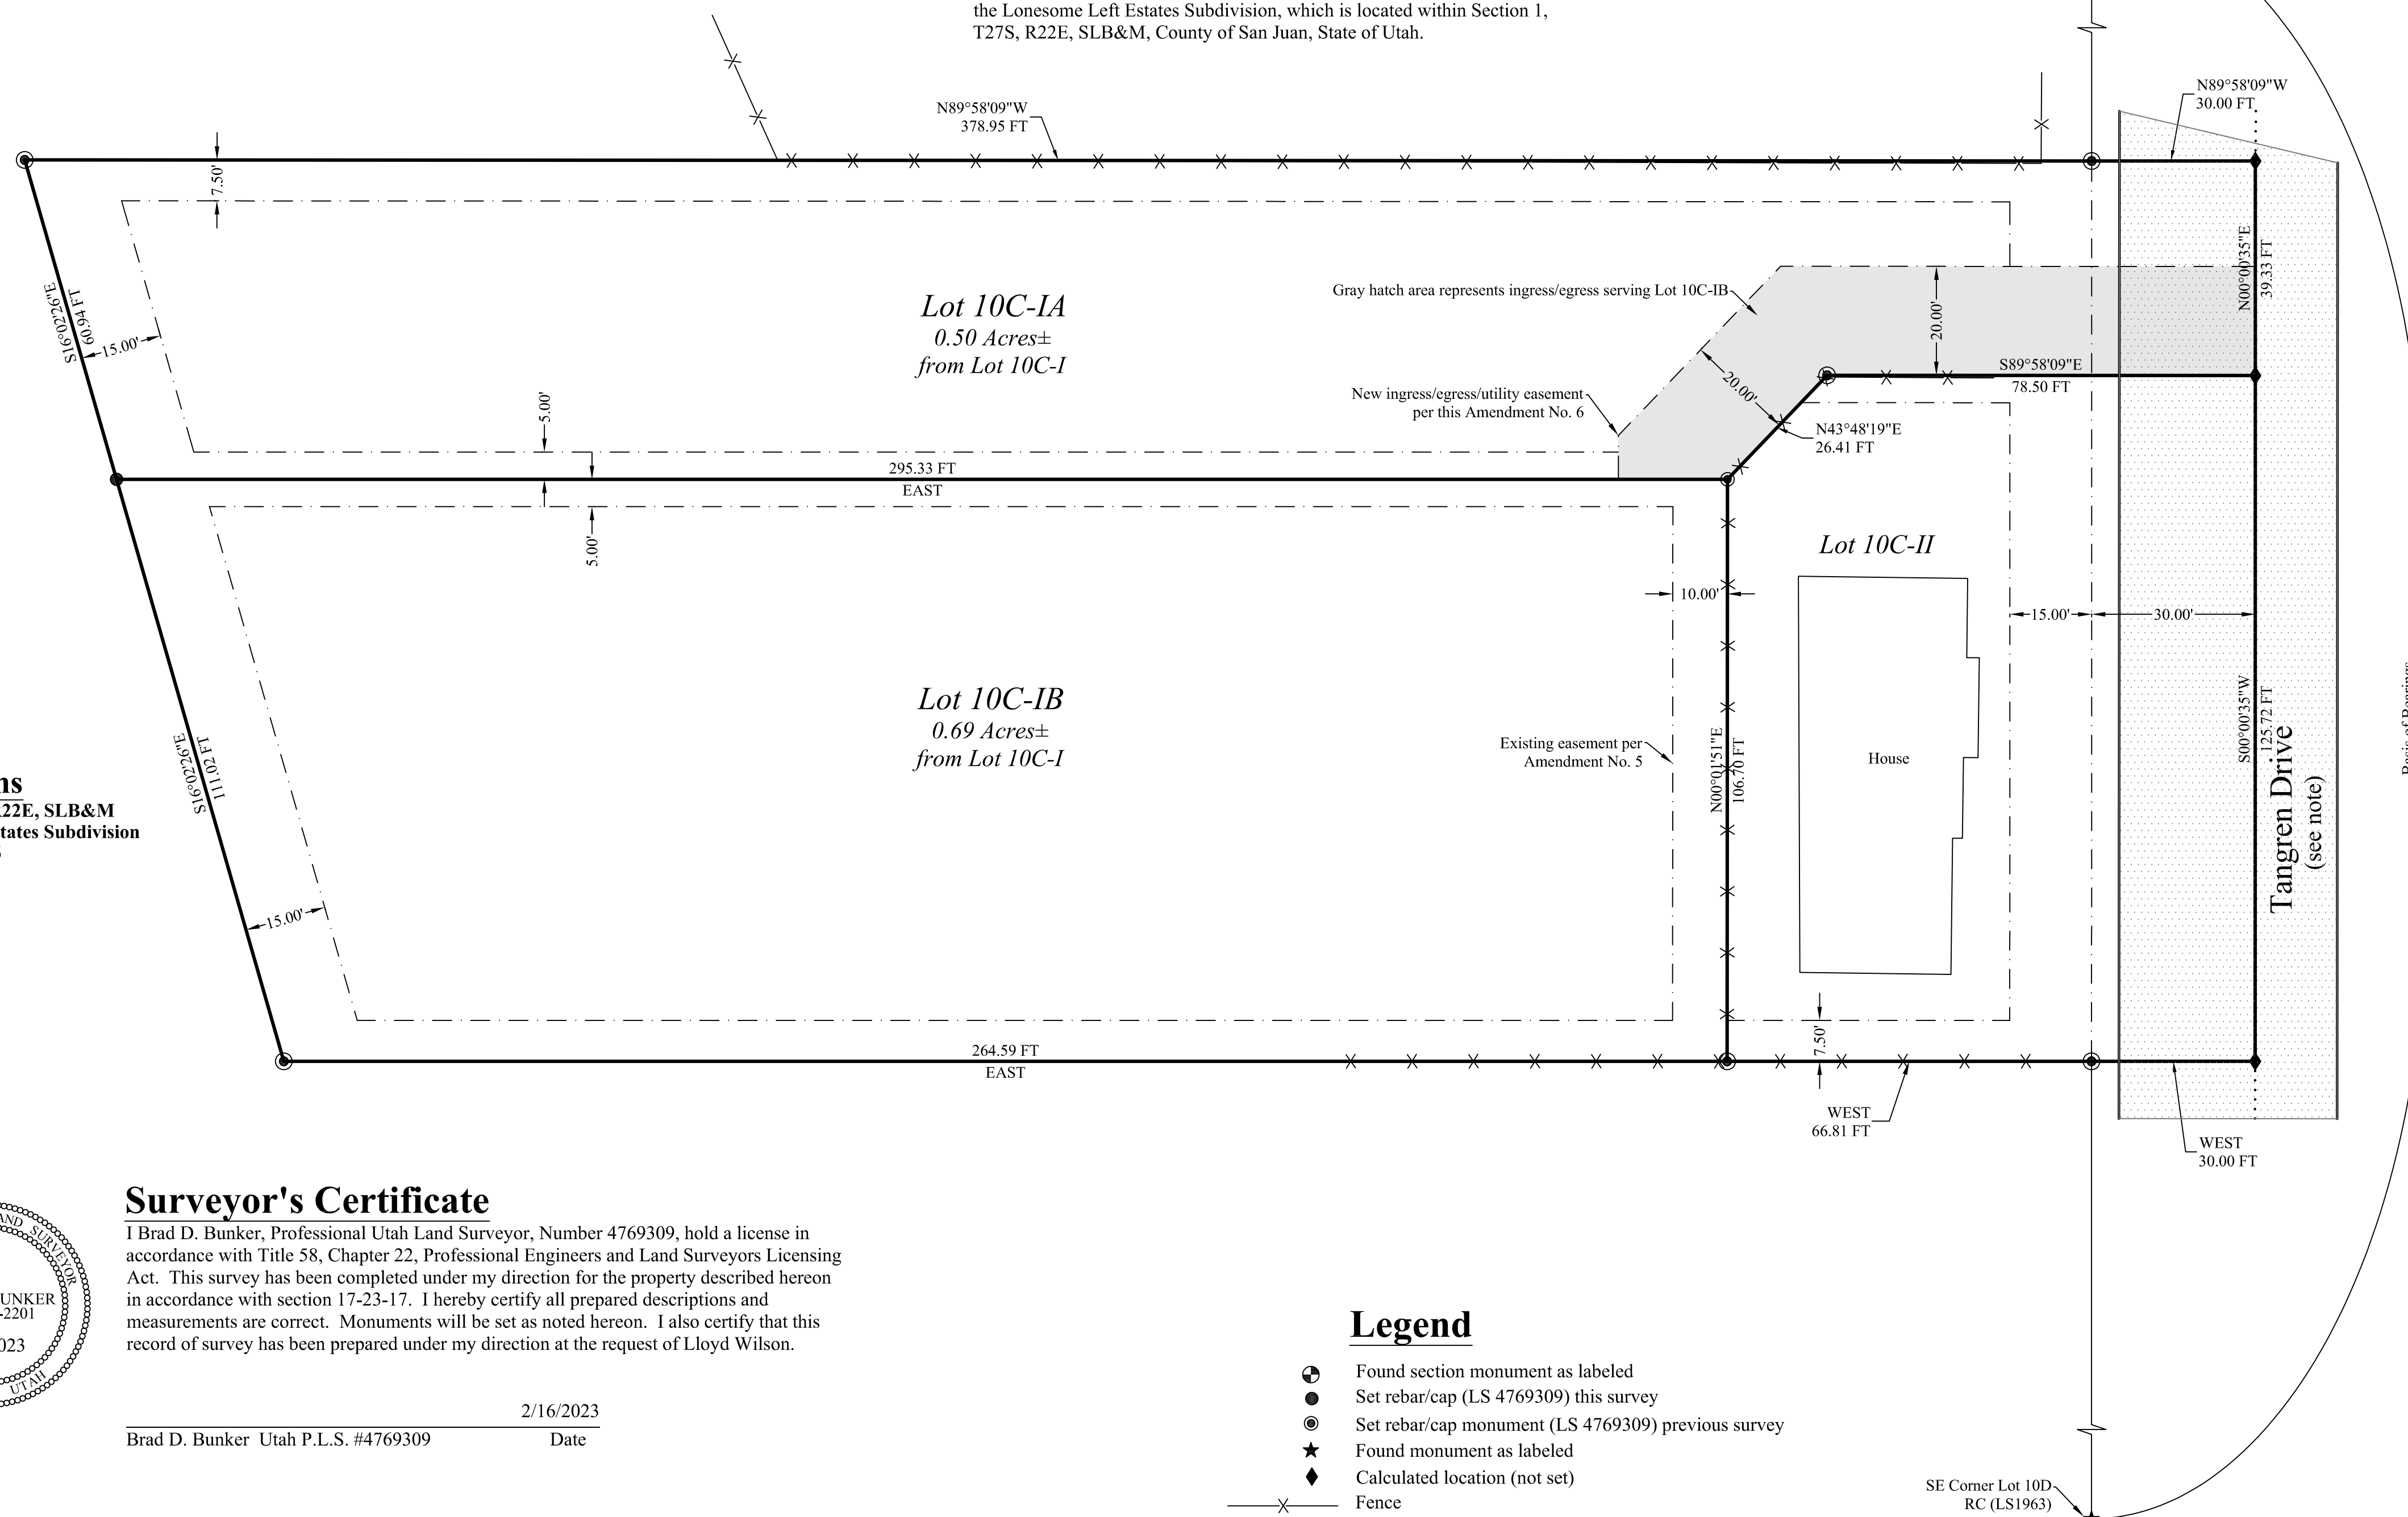 the Lonesome Left Estates Subdivision, which is located within Section 1,
T27S, R22E, SLB&M, County of San Juan, State of Utah.
N89°58'09"W
30.00 FT
N89°58'09"W
378.95 FT
7.50'
N00°00'35"E
39.33 FT
Gray hatch area represents ingress/egress serving Lot 10C-IB
Lot 10C-IA
0.50 Acres±
from Lot 10C-I
S16°02'26"E
60.94 FT
15.00'
20.00'
S89°58'09"E
78.50 FT
20.00'
New ingress/egress/utility easement
per this Amendment No. 6
5.00'
N43°48'19"E
26.41 FT
295.33 FT
EAST
5.00'
Lot 10C-II
10.00'
15.00'
30.00'
Lot 10C-IB
0.69 Acres±
from Lot 10C-I
Existing easement per
Amendment No. 5
N00°01'51"E
106.70 FT
House
S00°00'35"W
125.72 FT
Tangren Drive
(see note)
Basis of Bearings
S16°02'26"E
111.02 FT
ns
R22E, SLB&M
tates Subdivision
15.00'
7.50'
264.59 FT
EAST
WEST
66.81 FT
WEST
30.00 FT
Surveyor's Certificate
I Brad D. Bunker, Professional Utah Land Surveyor, Number 4769309, hold a license in
accordance with Title 58, Chapter 22, Professional Engineers and Land Surveyors Licensing
Act. This survey has been completed under my direction for the property described hereon
in accordance with section 17-23-17. I hereby certify all prepared descriptions and
measurements are correct. Monuments will be set as noted hereon. I also certify that this
record of survey has been prepared under my direction at the request of Lloyd Wilson.
AND SURVEYOR
UNKER
-2201
023
UTAH
2/16/2023
Brad D. Bunker Utah P.L.S. #4769309
Date
Legend
Found section monument as labeled
Set rebar/cap (LS 4769309) this survey
Set rebar/cap monument (LS 4769309) previous survey
Found monument as labeled
Calculated location (not set)
Fence
SE Corner Lot 10D
RC (LS1963)